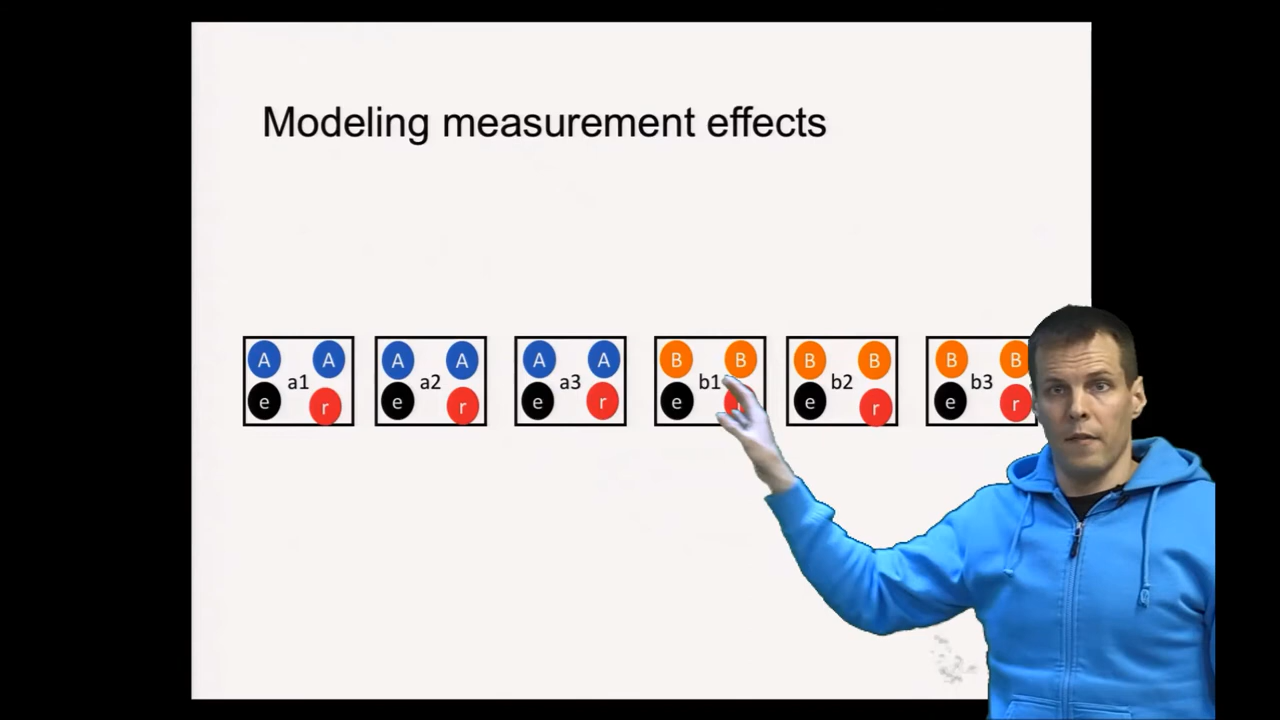 Modeling measurement effects
A A A A A A B B B B B B
a1 a2 a3 b1 b2 b3
e r e r e r e e r e r